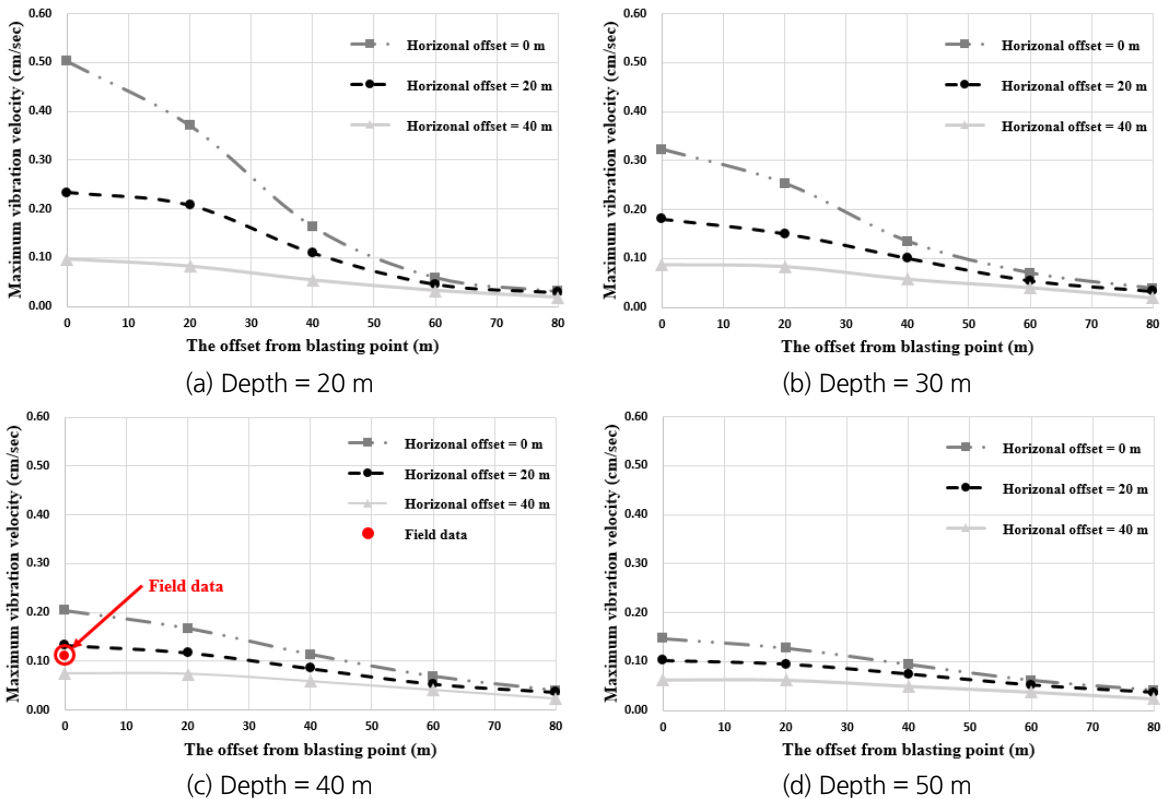 Maximum vibration velocity (cm/sec)
0.60
0.50
0.40
0.30
0.20
0.10
0.00
0 10 20 30 40 50 60 70 80
The offset from blasting point (m)
Horizonal offset = 0 m
Horizonal offset = 20 m
Horizonal offset = 40 m
(a) Depth = 20 m
Maximum vibration velocity (cm/sec)
0.60
0.50
0.40
0.30
0.20
0.10
0.00
0 10 20 30 40 50 60 70 80
The offset from blasting point (m)
Horizonal offset = 0 m
Horizonal offset = 20 m
Horizonal offset = 40 m
(b) Depth = 30 m
Maximum vibration velocity (cm/sec)
0.60
0.50
0.40
0.30
0.20
0.10
0.00
0 10 20 30 40 50 60 70 80
The offset from blasting point (m)
Horizonal offset = 0 m
Horizonal offset = 20 m
Horizonal offset = 40 m
Field data
Field data
(c) Depth = 40 m
Maximum vibration velocity (cm/sec)
0.60
0.50
0.40
0.30
0.20
0.10
0.00
0 10 20 30 40 50 60 70 80
The offset from blasting point (m)
Horizonal offset = 0 m
Horizonal offset = 20 m
Horizonal offset = 40 m
(d) Depth = 50 m